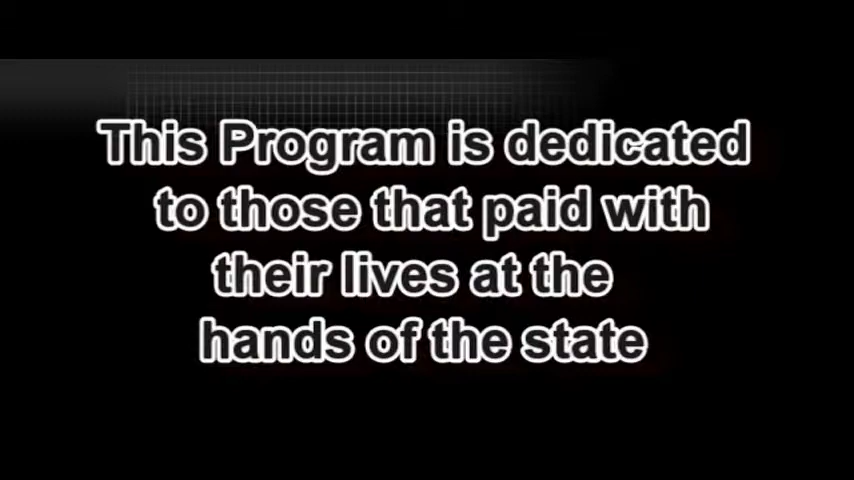 This Program is dedicated
to those that paid with
their lives at the
hands of the state